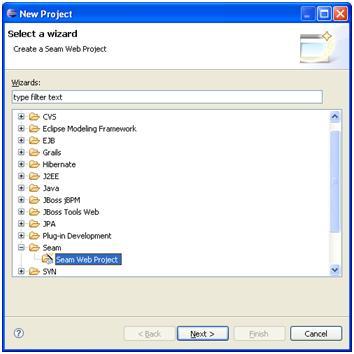 New Project
Select a wizard
Create a Seam Web Project
Wizards:
type filter text
CVS
Eclipse Modeling Framework
EJB
Grails
Hibernate
J2EE
Java
JBoss jBPM
JBoss Tools Web
JPA
Plug-in Development
Seam
Seam Web Project
SVN
?
< Back
Next >
Finish
Cancel